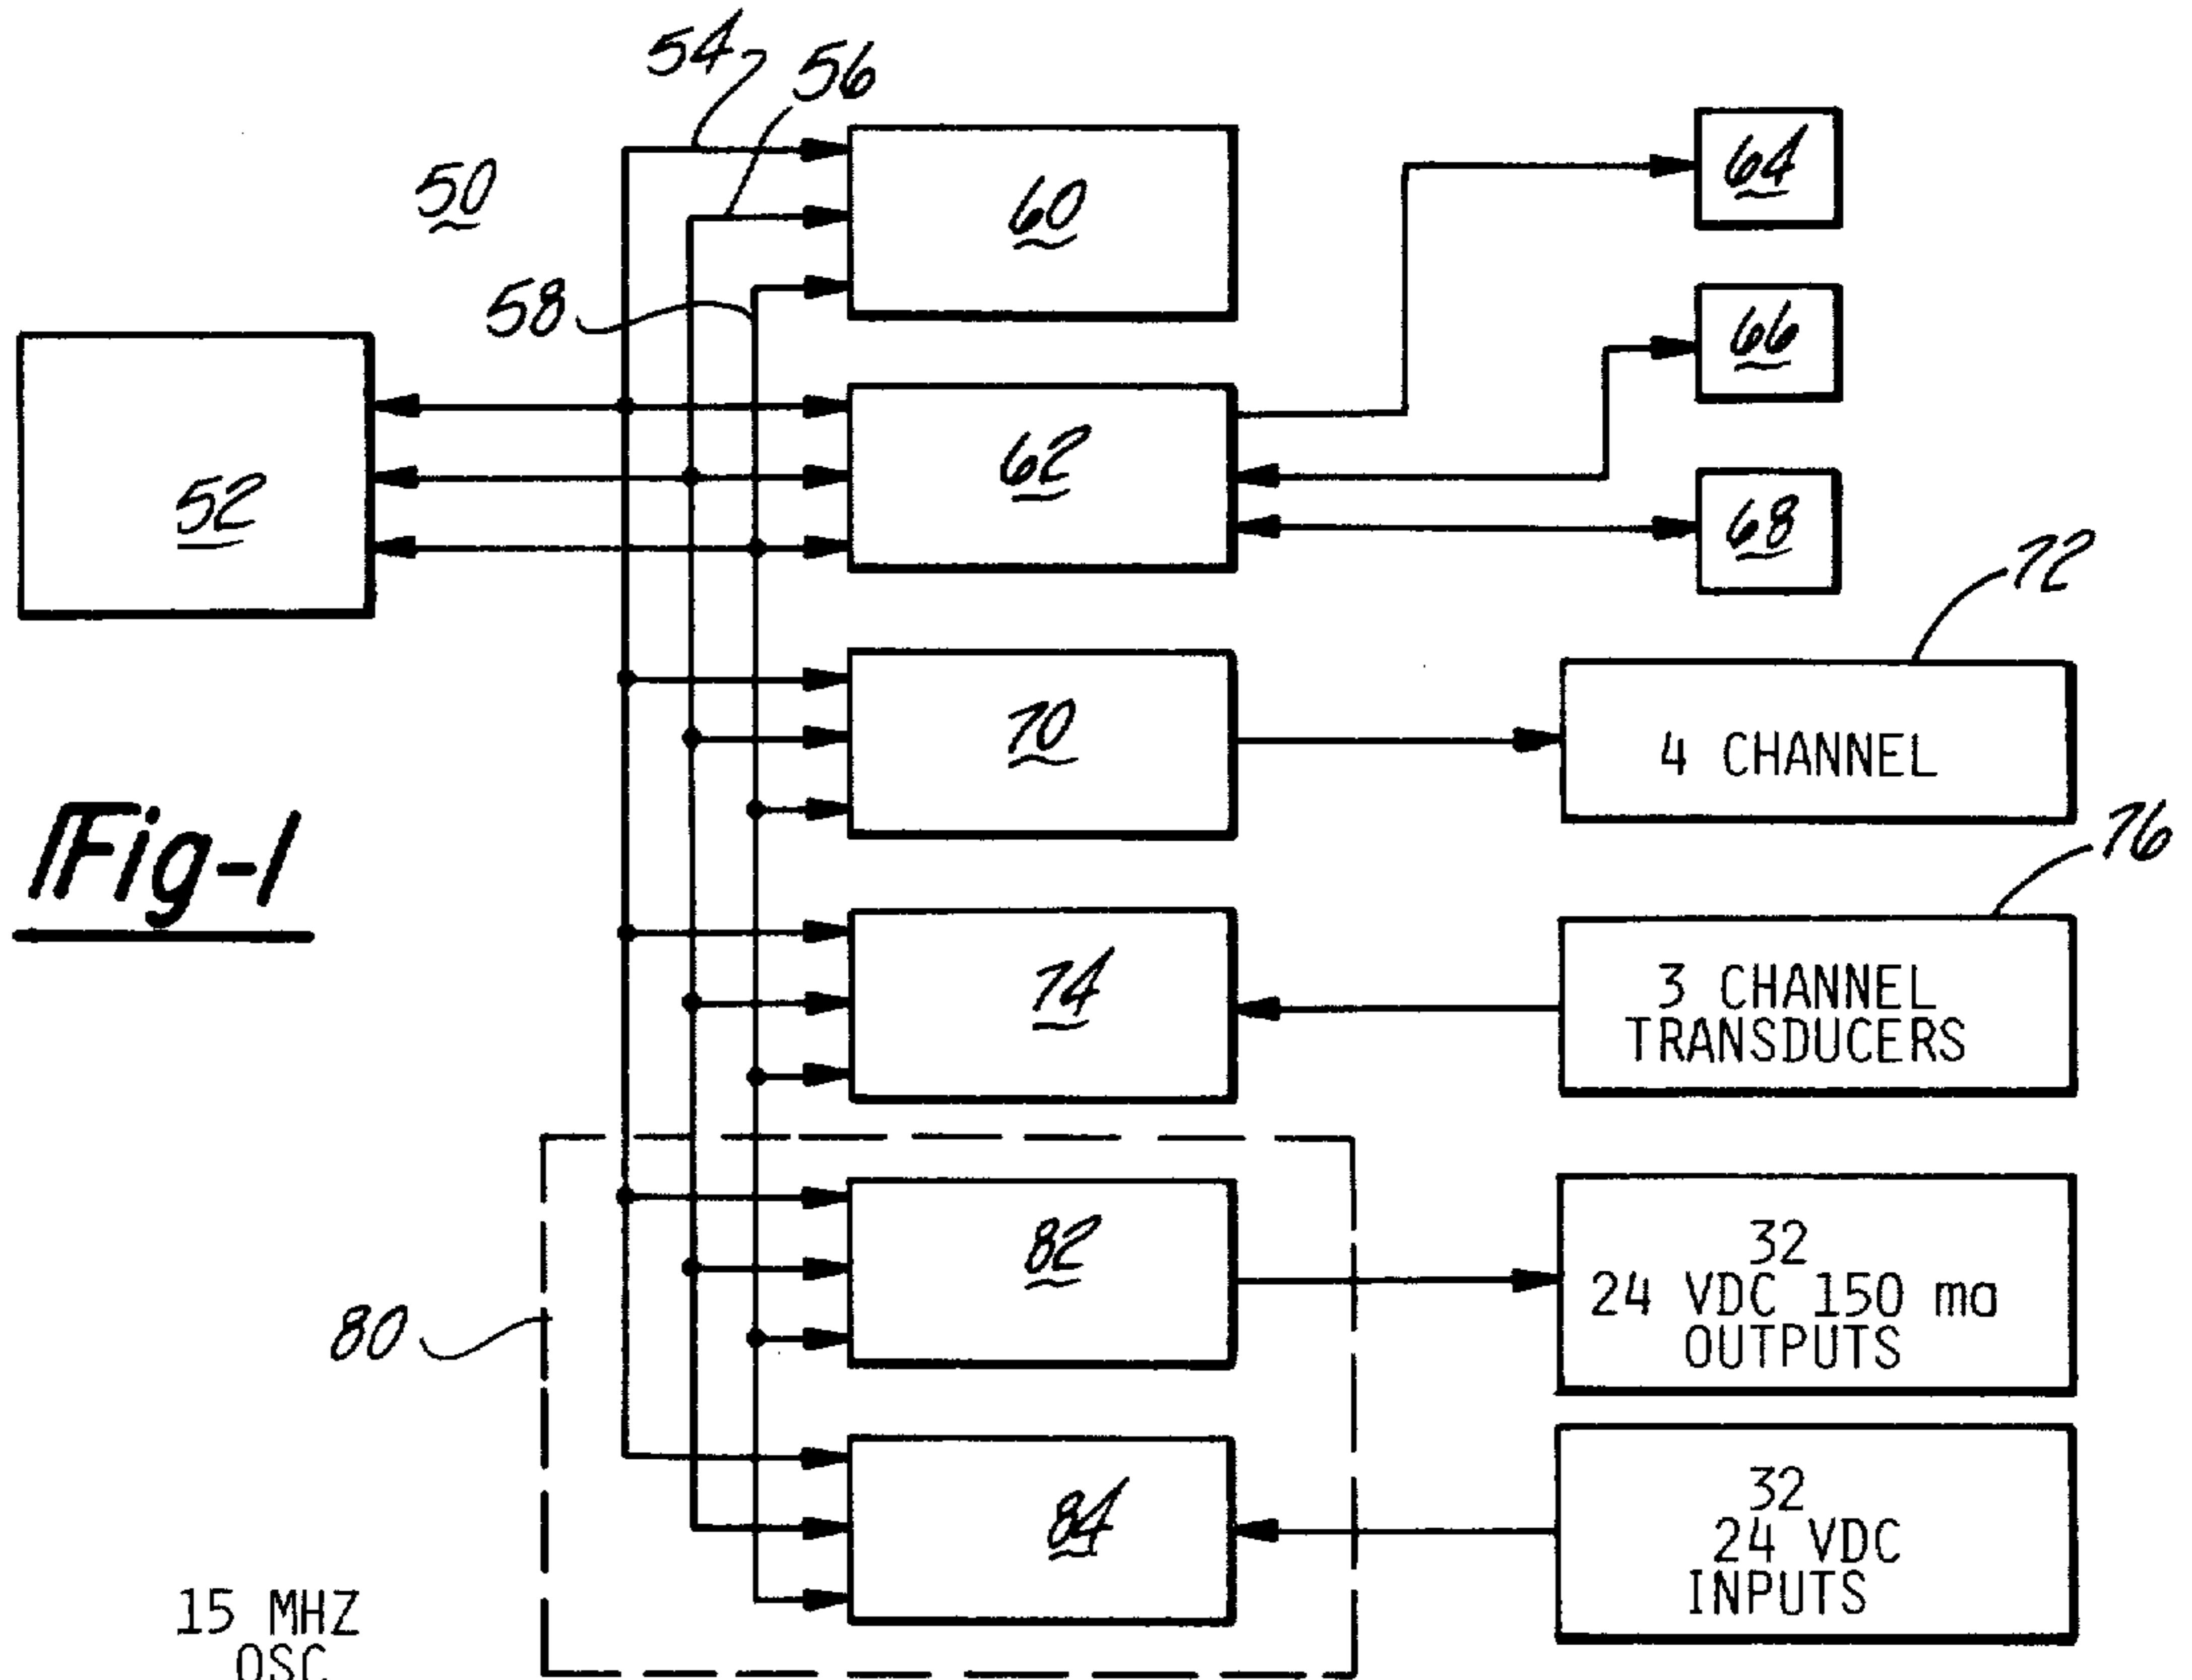 54
56
50
60
64
58
66
52
62
68
72
70
4 CHANNEL
Fig-1
76
74
3 CHANNEL
TRANSDUCERS
82
32
24 VDC 150 ma
OUTPUTS
80
84
32
24 VDC
INPUTS
15 MHZ
OSC